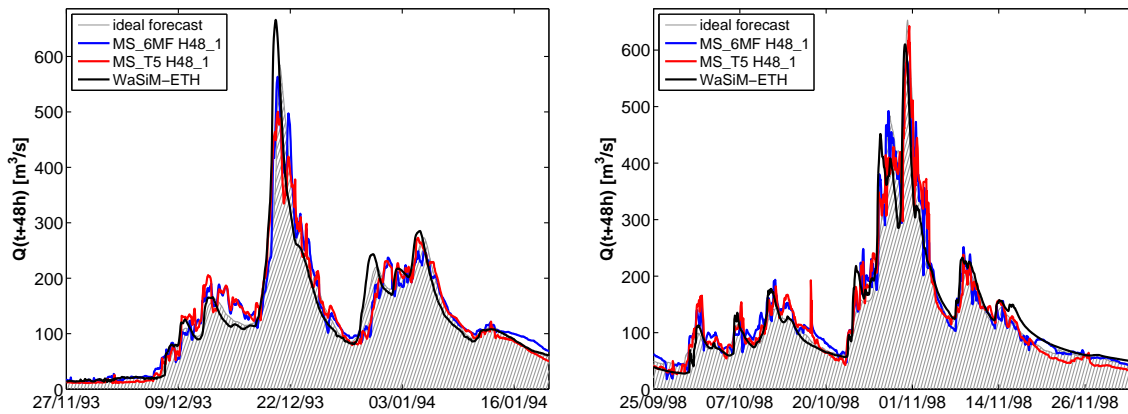 ideal forecast
MS_6MF H48_1
MS_T5 H48_1
WaSiM−ETH
Q(t+48h) [m³/s]
600
500
400
300
200
100
0
27/11/93 09/12/93 22/12/93 03/01/94 16/01/94
ideal forecast
MS_6MF H48_1
MS_T5 H48_1
WaSiM−ETH
Q(t+48h) [m³/s]
600
500
400
300
200
100
0
25/09/98 07/10/98 20/10/98 01/11/98 14/11/98 26/11/98